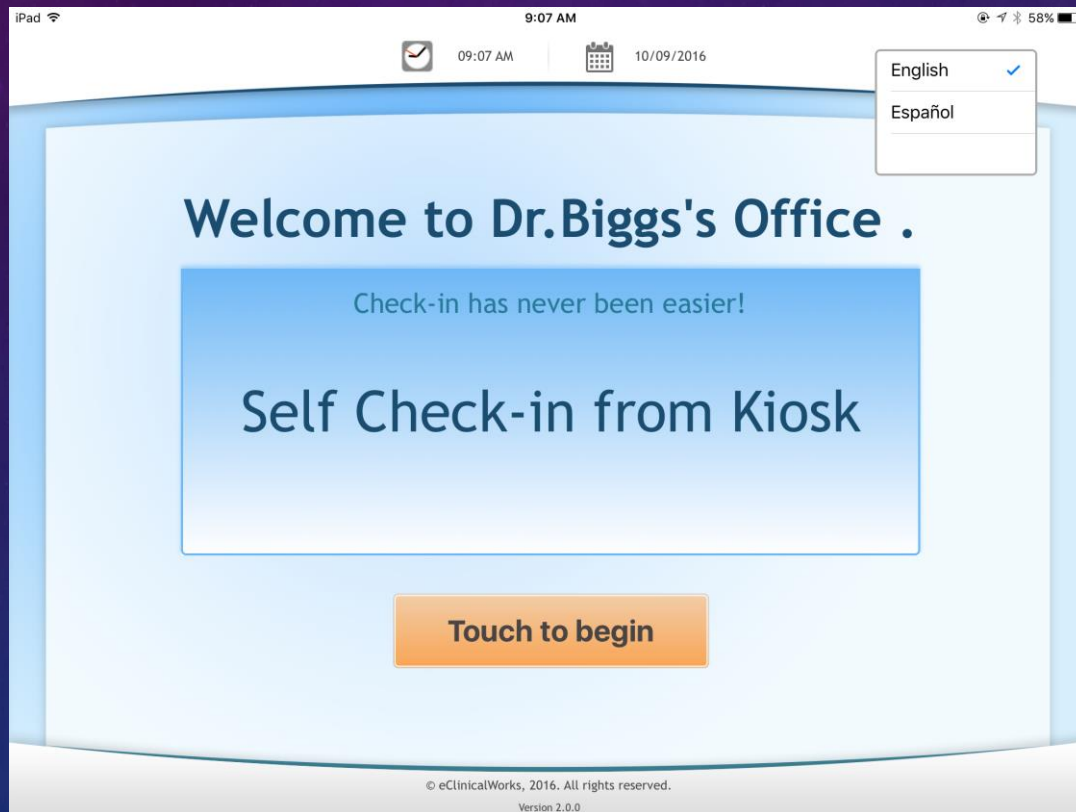 iPad 9:07 AM 58%
09:07 AM 10/09/2016
English
Español
Welcome to Dr.Biggs's Office .
Check-in has never been easier!
Self Check-in from Kiosk
Touch to begin
© eClinicalWorks, 2016. All rights reserved.
Version 2.0.0